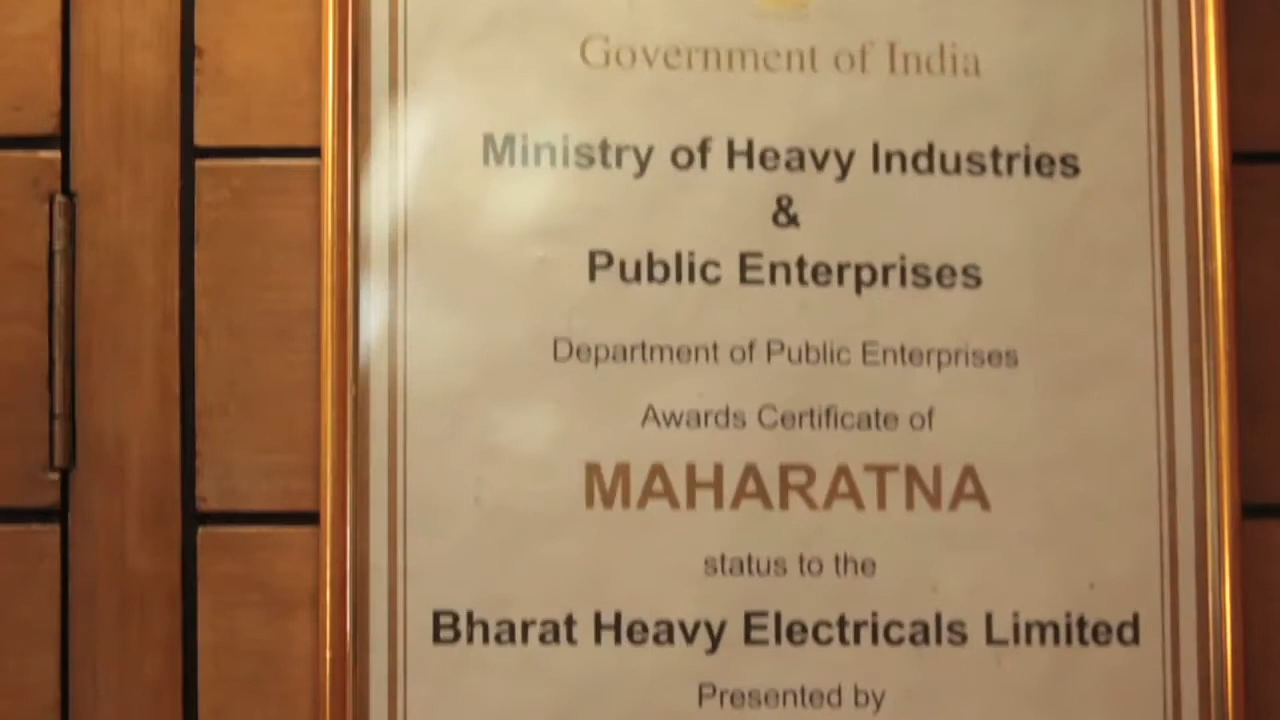 Government of India
Ministry of Heavy Industries
&
Public Enterprises
Department of Public Enterprises
Awards Certificate of
MAHARATNA
status to the
Bharat Heavy Electricals Limited
Presented by